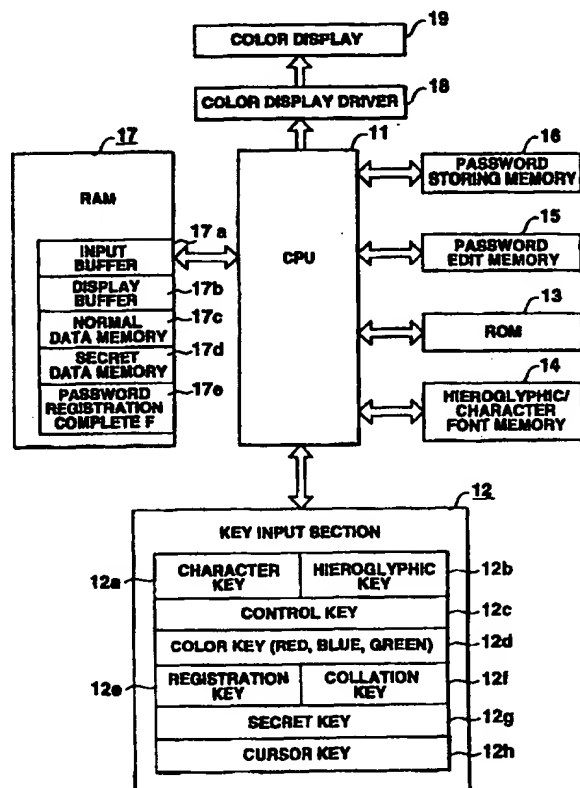 19
COLOR DISPLAY
18
COLOR DISPLAY DRIVER
17
RAM
17a
INPUT
BUFFER
DISPLAY
BUFFER
17b
NORMAL
DATA MEMORY
17c
SECRET
DATA MEMORY
17d
PASSWORD
REGISTRATION
COMPLETE F
17e
11
CPU
16
PASSWORD
STORING MEMORY
15
PASSWORD
EDIT MEMORY
13
ROM
14
HIEROGLYPHIC/
CHARACTER
FONT MEMORY
12
KEY INPUT SECTION
12a
CHARACTER
KEY
HIEROGLYPHIC
KEY
12b
CONTROL KEY
12c
COLOR KEY (RED, BLUE, GREEN)
12d
12e
REGISTRATION
KEY
COLLATION
KEY
12f
SECRET KEY
12g
CURSOR KEY
12h